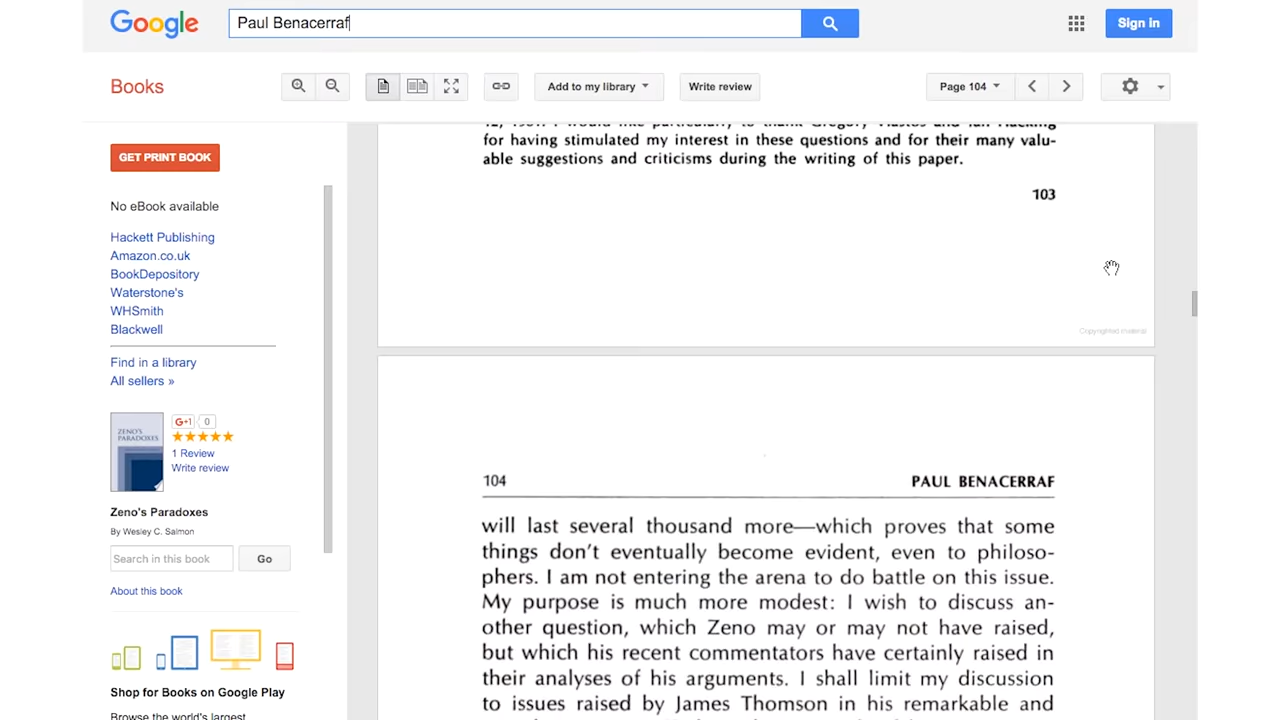 Google
Paul Benacerraf
Sign in
Books
Add to my library
Write review
Page 104
GET PRINT BOOK
No eBook available
Hackett Publishing
Amazon.co.uk
BookDepository
Waterstone's
WHSmith
Blackwell
Find in a library
All sellers »
G+1 0
1 Review
Write review
ZENO'S
PARADOXES
Zeno's Paradoxes
By Wesley C. Salmon
Search in this book
Go
About this book
Shop for Books on Google Play
Browse the world's largest
for having stimulated my interest in these questions and for their many valu-
able suggestions and criticisms during the writing of this paper.
103
Copyrighted material
104 PAUL BENACERRAF
will last several thousand more—which proves that some
things don't eventually become evident, even to philoso-
phers. I am not entering the arena to do battle on this issue.
My purpose is much more modest: I wish to discuss an-
other question, which Zeno may or may not have raised,
but which his recent commentators have certainly raised in
their analyses of his arguments. I shall limit my discussion
to issues raised by James Thomson in his remarkable and